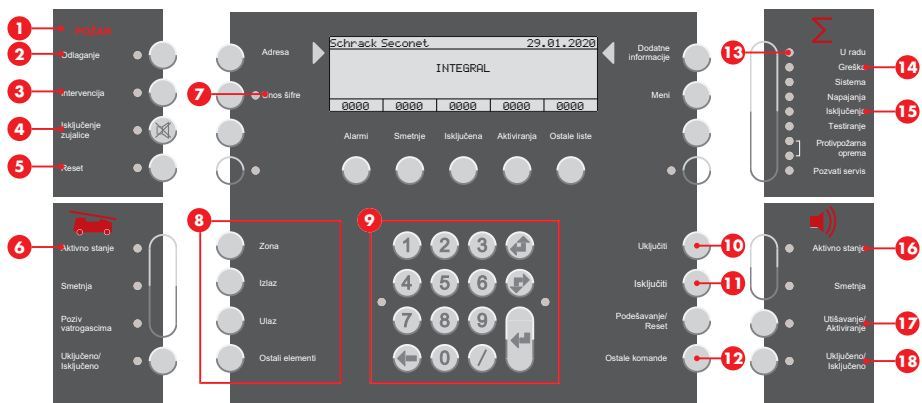 1
POŽAR
2
Odlaganje
3
Intervencija
4
Isključenje
zujalice
5
Reset
6
Aktivno stanje
Smetnja
Poziv
vatrogascima
Uključeno/
Isključeno
Adresa
7
Unos šifre
Schrack Seconet 29.01.2020
INTEGRAL
0000 0000 0000 0000 0000
Alarmi Smetnje Isključena Aktiviranja Ostale liste
Dodatne
informacije
Meni
8
Zona
Izlaz
Ulaz
Ostali elementi
9
1 2 3
4 5 6
7 8 9
0 /
Uključiti
10
Isključiti
11
Podešavanje/
Reset
Ostale komande
12
Σ
13
U radu
Greška
14
Sistema
Napajanja
Isključenja
15
Testiranje
Protivpožarna
oprema
Pozvati servis
Aktivno stanje
16
Smetnja
Utišavanje/
Aktiviranje
17
Uključeno/
Isključeno
18